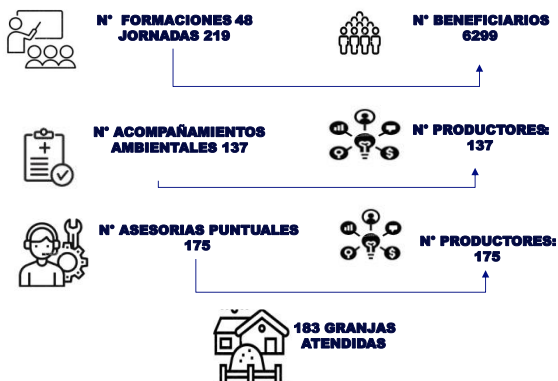 N° FORMACIONES 48
JORNADAS 219
N° BENEFICIARIOS
6299
N° ACOMPAÑAMIENTOS
AMBIENTALES 137
N° PRODUCTORES:
137
N° ASESORIAS PUNTUALES
175
N° PRODUCTORES:
175
183 GRANJAS
ATENDIDAS